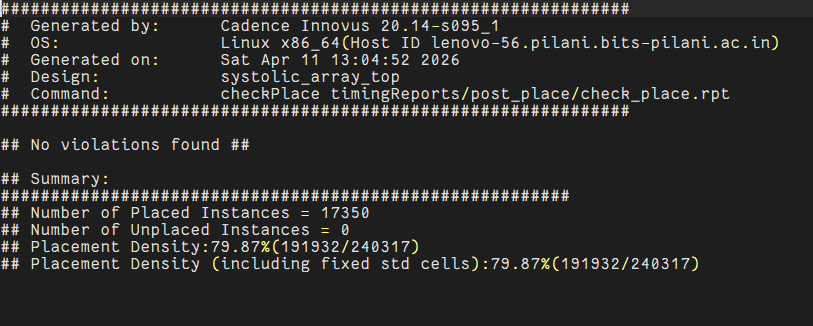 ###############################################################
#  Generated by:      Cadence Innovus 20.14-s095_1
#  OS:                Linux x86_64(Host ID lenovo-56.pilani.bits-pilani.ac.in)
#  Generated on:      Sat Apr 11 13:04:52 2026
#  Design:            systolic_array_top
#  Command:           checkPlace timingReports/post_place/check_place.rpt
###############################################################
## No violations found ##
## Summary:
#########################################################
## Number of Placed Instances = 17350
## Number of Unplaced Instances = 0
## Placement Density:79.87%(191932/240317)
## Placement Density (including fixed std cells):79.87%(191932/240317)